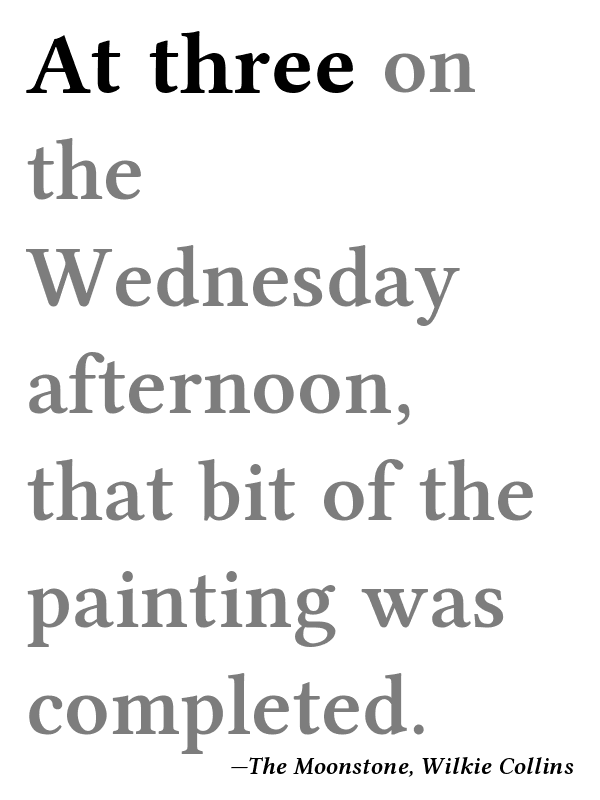 At three on
the
Wednesday
afternoon,
that bit of the
painting was
completed.
—The Moonstone, Wilkie Collins